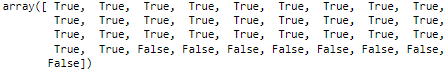 array([ True, True, True, True, True, True, True, True, True,
True, True, True, True, True, True, True, True, True,
True, True, True, True, True, True, True, True, True,
True, True, False, False, False, False, False, False, False,
False])